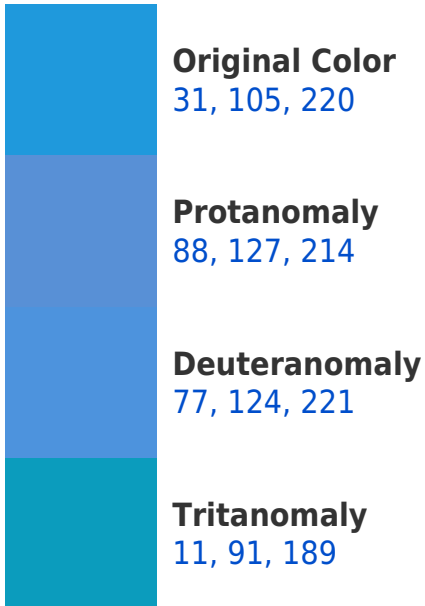 Original Color
31, 105, 220
Protanomaly
88, 127, 214
Deuteranomaly
77, 124, 221
Tritanomaly
11, 91, 189